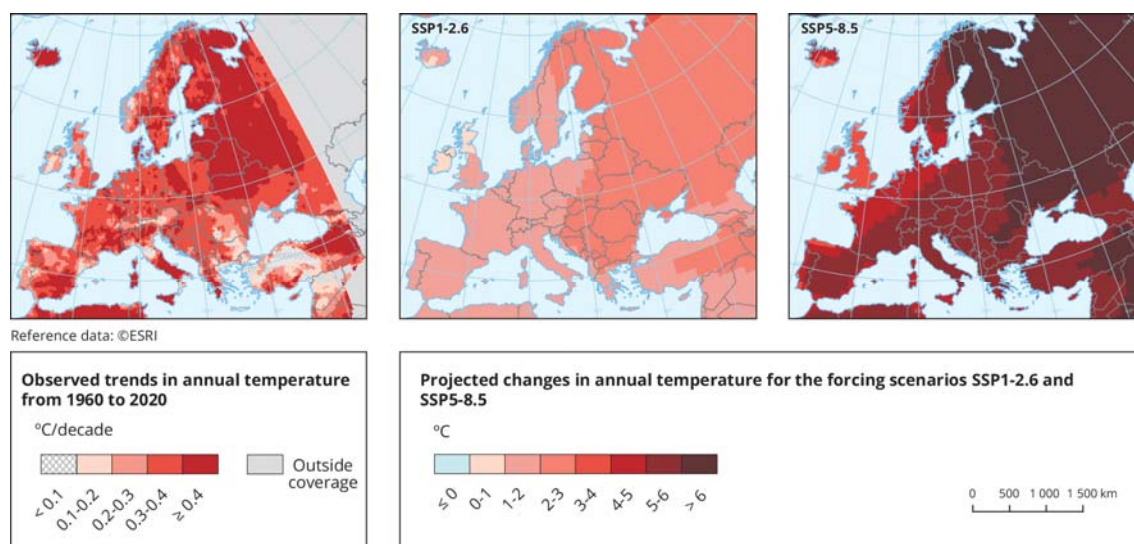 SSP1-2.6
SSP5-8.5
Reference data: ©ESRI
Observed trends in annual temperature
from 1960 to 2020
ºC/decade
< 0.1
0.1-0.2
0.2-0.3
0.3-0.4
≥ 0.4
Outside
coverage
Projected changes in annual temperature for the forcing scenarios SSP1-2.6 and
SSP5-8.5
ºC
≤ 0
0-1
1-2
2-3
3-4
4-5
5-6
> 6
0 500 1 000 1 500 km